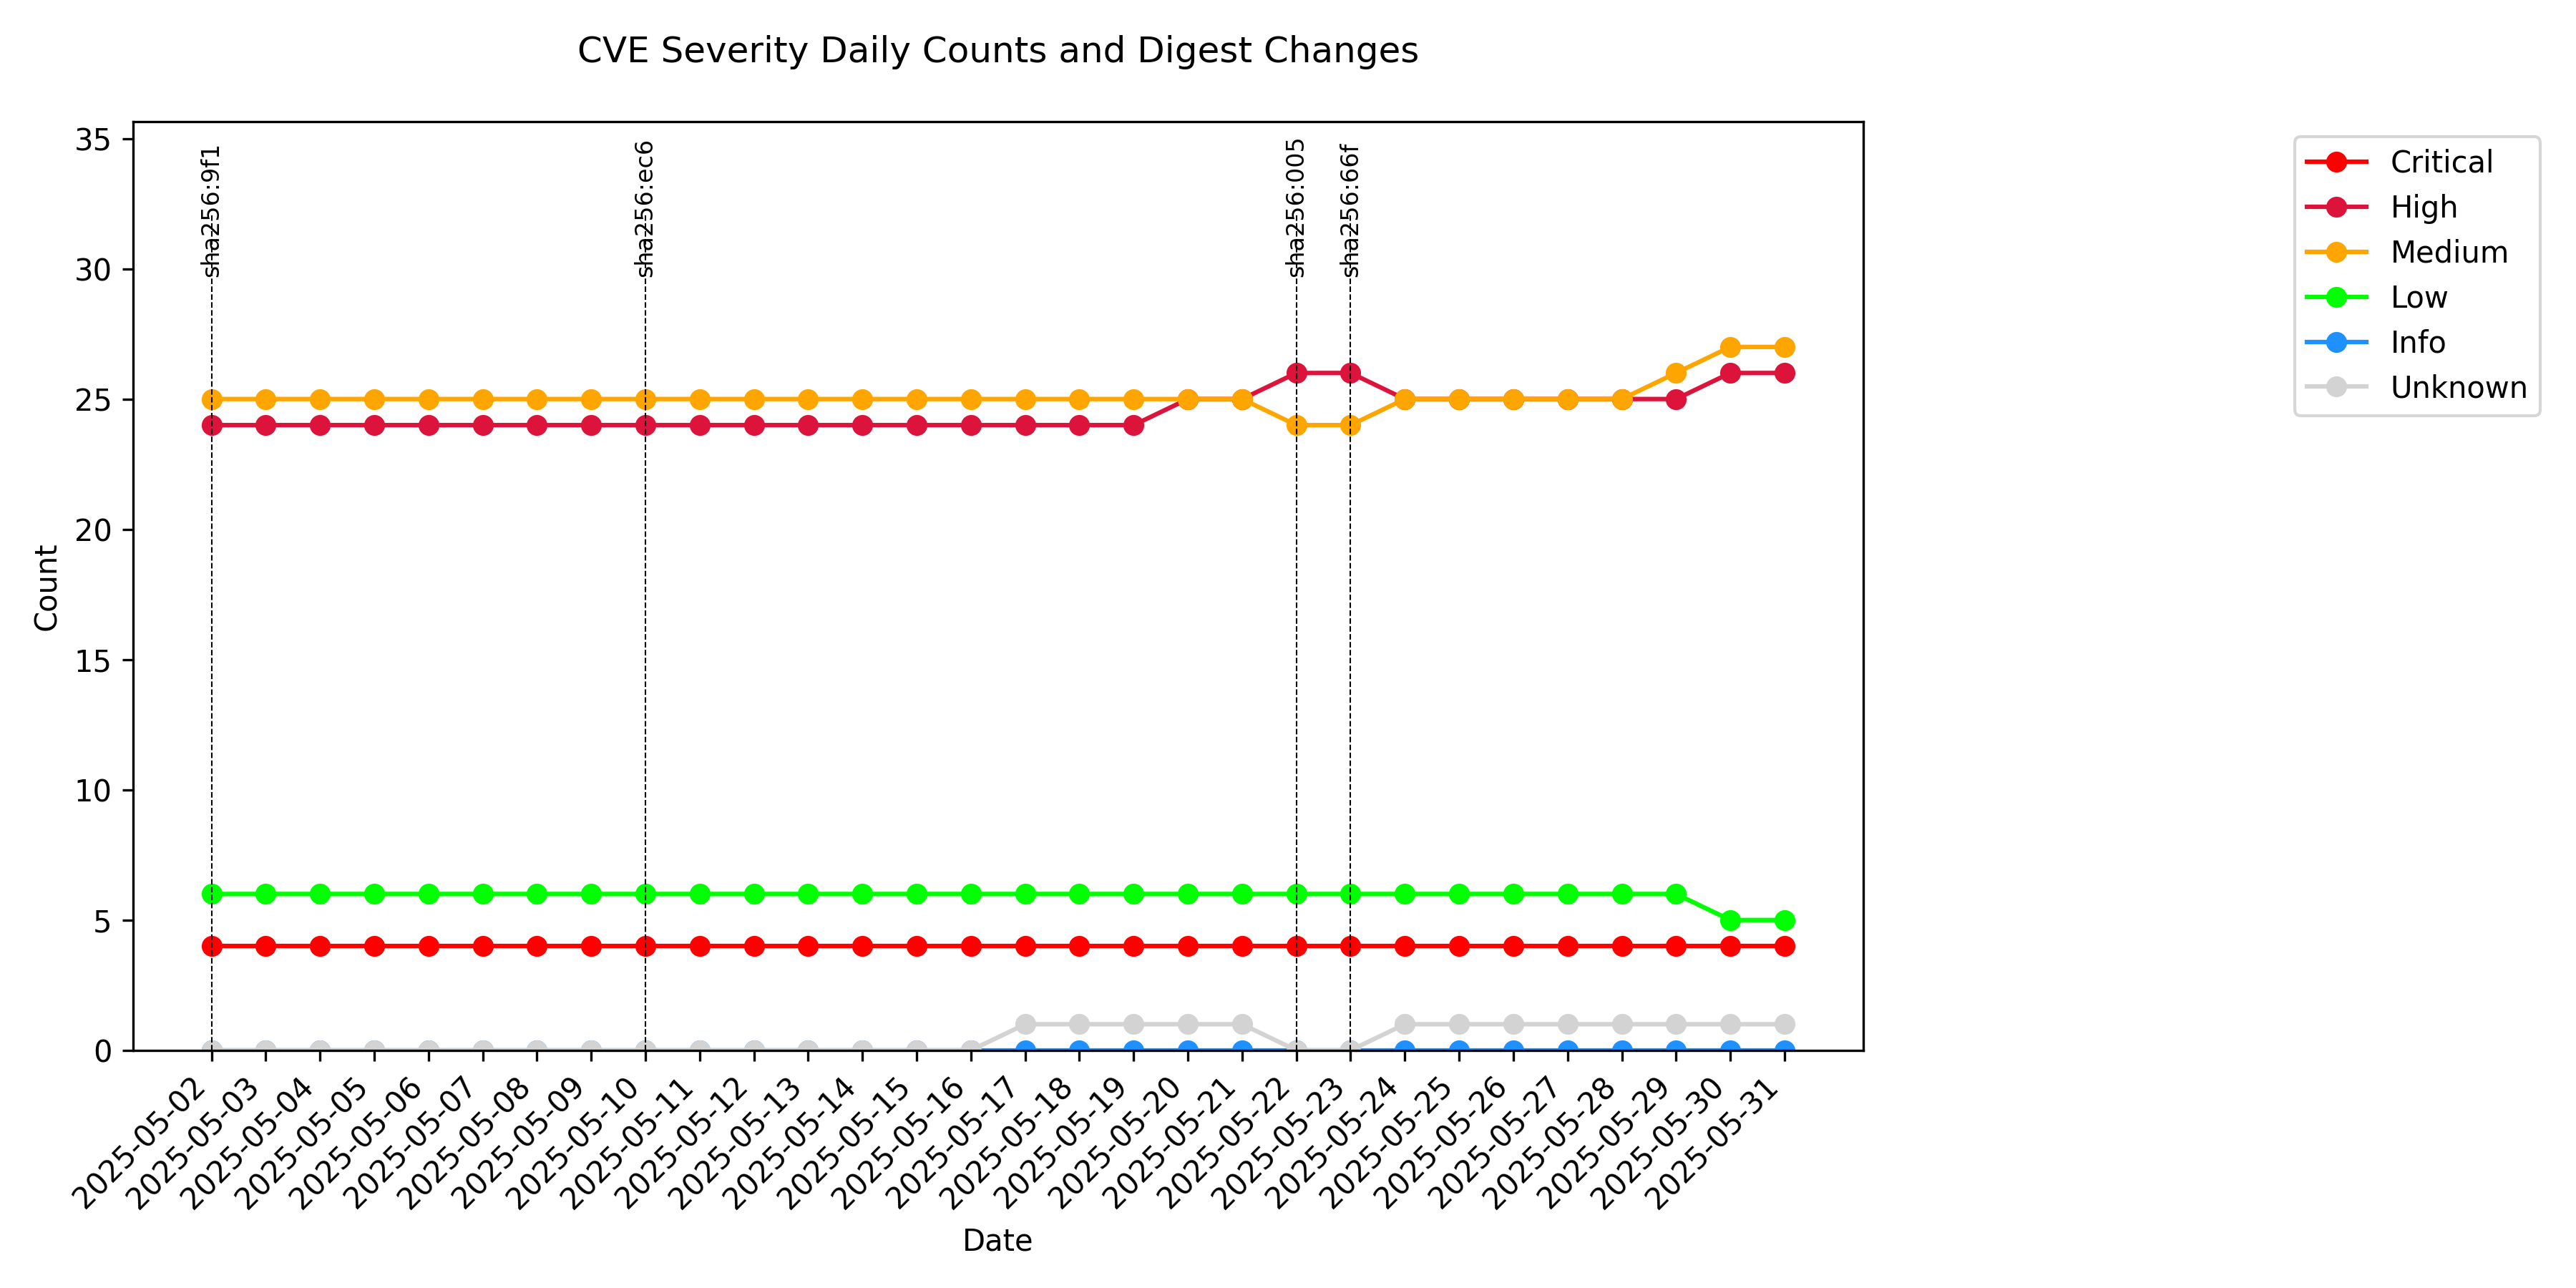 CVE Severity Daily Counts and Digest Changes
35
30
25
20
15
10
5
0
Count
sha256:9f1
sha256:ec6
sha256:005
sha256:66f
Critical
High
Medium
Low
Info
Unknown
2025-05-02
2025-05-03
2025-05-04
2025-05-05
2025-05-06
2025-05-07
2025-05-08
2025-05-09
2025-05-10
2025-05-11
2025-05-12
2025-05-13
2025-05-14
2025-05-15
2025-05-16
2025-05-17
2025-05-18
2025-05-19
2025-05-20
2025-05-21
2025-05-22
2025-05-23
2025-05-24
2025-05-25
2025-05-26
2025-05-27
2025-05-28
2025-05-29
2025-05-30
2025-05-31
Date